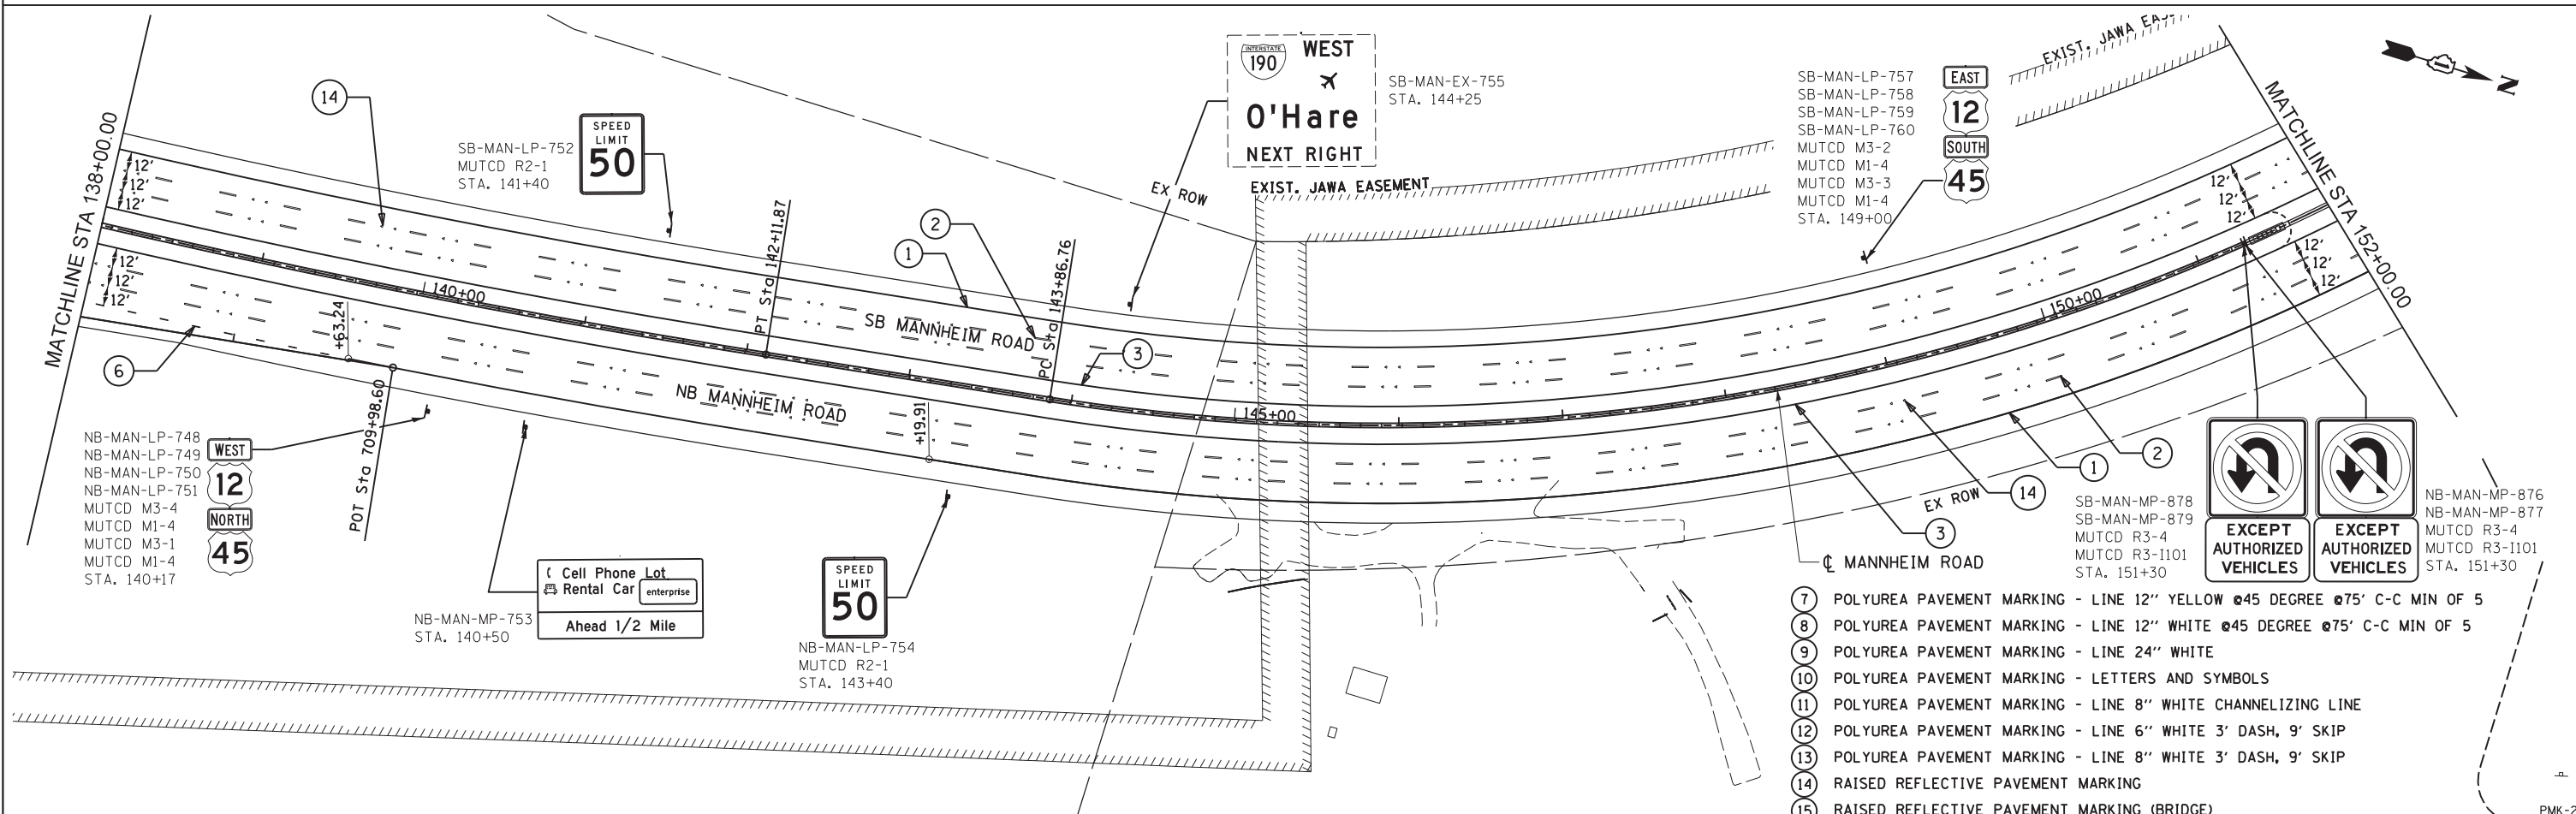 MATCHLINE STA 138+00.00
12'
12'
12'
12'
12'
12'
14
6
SB-MAN-LP-752
MUTCD R2-1
STA. 141+40
SPEED
LIMIT
50
140+00
+63.24
POT Sta 709+98.60
PT Sta 142+11.87
NB-MAN-LP-748
NB-MAN-LP-749
NB-MAN-LP-750
NB-MAN-LP-751
MUTCD M3-4
MUTCD M1-4
MUTCD M3-1
MUTCD M1-4
STA. 140+17
WEST
12
NORTH
45
NB-MAN-MP-753
STA. 140+50
Cell Phone Lot
Rental Car enterprise
Ahead 1/2 Mile
SPEED
LIMIT
50
NB-MAN-LP-754
MUTCD R2-1
STA. 143+40
NB MANNHEIM ROAD
SB MANNHEIM ROAD
+19.91
1
2
3
PC Sta 143+86.76
EX ROW
INTERSTATE
190
WEST
O'Hare
NEXT RIGHT
SB-MAN-EX-755
STA. 144+25
EXIST. JAWA EASEMENT
145+00
SB-MAN-LP-757
SB-MAN-LP-758
SB-MAN-LP-759
SB-MAN-LP-760
MUTCD M3-2
MUTCD M1-4
MUTCD M3-3
MUTCD M1-4
STA. 149+00
EAST
12
SOUTH
45
EXIST. JAWA
N
MATCHLINE STA 152+00.00
12'
12'
12'
12'
12'
12'
150+00
EX ROW
2
1
14
3
℄ MANNHEIM ROAD
SB-MAN-MP-878
SB-MAN-MP-879
MUTCD R3-4
MUTCD R3-I101
STA. 151+30
EXCEPT
AUTHORIZED
VEHICLES
EXCEPT
AUTHORIZED
VEHICLES
NB-MAN-MP-876
NB-MAN-MP-877
MUTCD R3-4
MUTCD R3-I101
STA. 151+30
7 POLYUREA PAVEMENT MARKING - LINE 12'' YELLOW @45 DEGREE @75' C-C MIN OF 5
8 POLYUREA PAVEMENT MARKING - LINE 12'' WHITE @45 DEGREE @75' C-C MIN OF 5
9 POLYUREA PAVEMENT MARKING - LINE 24'' WHITE
10 POLYUREA PAVEMENT MARKING - LETTERS AND SYMBOLS
11 POLYUREA PAVEMENT MARKING - LINE 8'' WHITE CHANNELIZING LINE
12 POLYUREA PAVEMENT MARKING - LINE 6'' WHITE 3' DASH, 9' SKIP
13 POLYUREA PAVEMENT MARKING - LINE 8'' WHITE 3' DASH, 9' SKIP
14 RAISED REFLECTIVE PAVEMENT MARKING
15 RAISED REFLECTIVE PAVEMENT MARKING (BRIDGE)
PMK-2